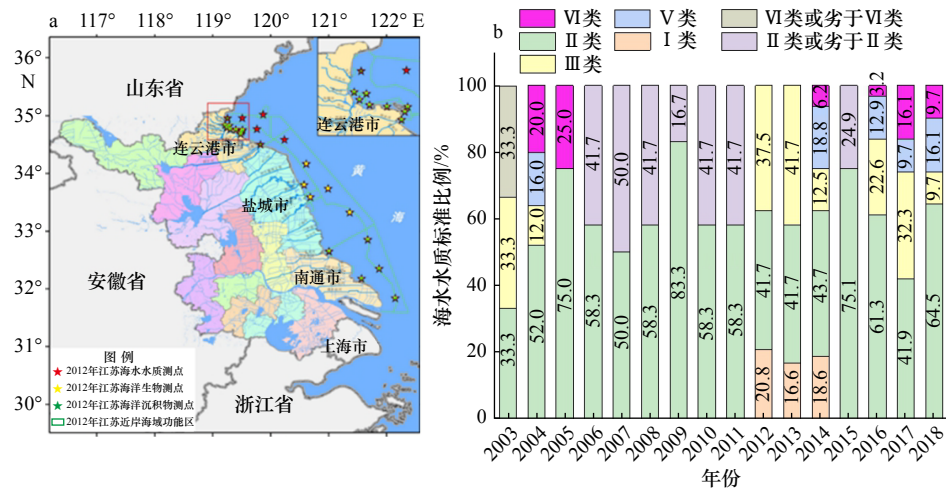 a
117°
118°
119°
120°
121°
122° E
36°
N
35°
34°
33°
32°
31°
30°
山东省
连云港市
连云港市
黄
海
盐城市
安徽省
南通市
上海市
浙江省
图 例
2012年江苏海水水质测点
2012年江苏海洋生物测点
2012年江苏海洋沉积物测点
2012年江苏近岸海域功能区
b
Ⅵ类 Ⅴ类 Ⅵ类或劣于Ⅵ类
Ⅱ类 Ⅰ类 Ⅱ类或劣于Ⅱ类
Ⅲ类
海水水质标准比例/%
100
80
60
40
20
0
33.3 33.3 33.3
52.0 12.0 16.0 20.0
75.0 25.0
58.3 41.7
50.0 50.0
58.3 41.7
83.3 16.7
58.3 41.7
58.3 41.7
20.8 41.7 37.5
16.6 41.7 41.7
18.6 43.7 12.5 18.8 6.2
75.1 24.9
61.3 22.6 12.9 3.2
41.9 32.3 9.7 16.1
64.5 9.7 16.1 9.7
2003 2004 2005 2006 2007 2008 2009 2010 2011 2012 2013 2014 2015 2016 2017 2018
年份